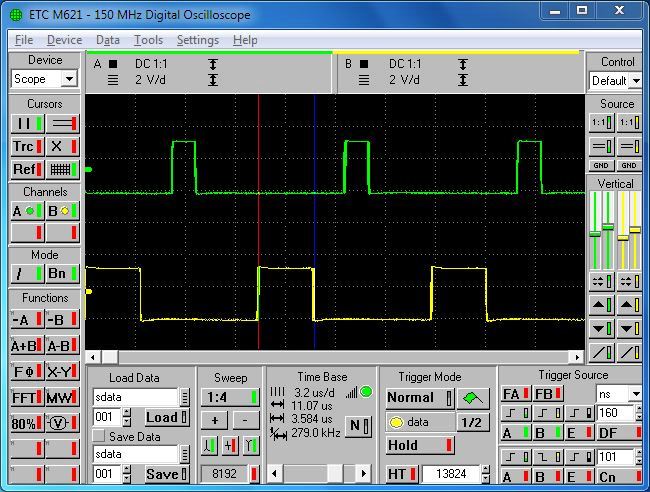 ETC M621 - 150 MHz Digital Oscilloscope
File Device Data Tools Settings Help
Device
Scope
Cursors
Trc X
Ref
Channels
A B
Mode
/ Bn
Functions
-A -B
A+B A-B
FΦ X-Y
FFT MW
80% V
A DC 1:1
2 V/d
B DC 1:1
2 V/d
Control
Default
Source
1:1 1:1
GND GND
Vertical
Load Data
sdata
001 Load
Save Data
sdata
001 Save
Sweep
1:4
+ -
8192
Time Base
3.2 us/d
11.07 us
3.584 us
279.0 kHz
N
Trigger Mode
Normal
data 1/2
Hold
HT 13824
Trigger Source
FA FB ns
160
A B E DF
101
A B E Cn